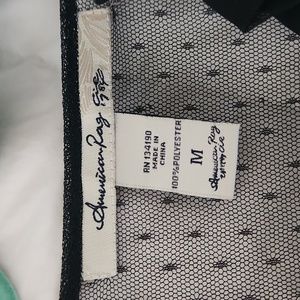 American Rag
Cie
M
RN 134190
MADE IN
CHINA
100% POLYESTER
American Rag